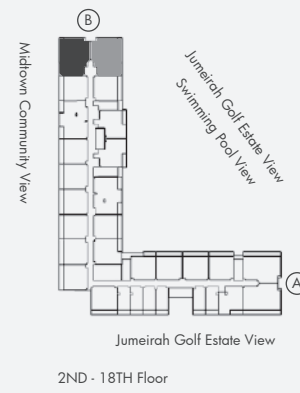 B
Midtown Community View
Jumeirah Golf Estate View
Swimming Pool View
A
Jumeirah Golf Estate View
2ND - 18TH Floor